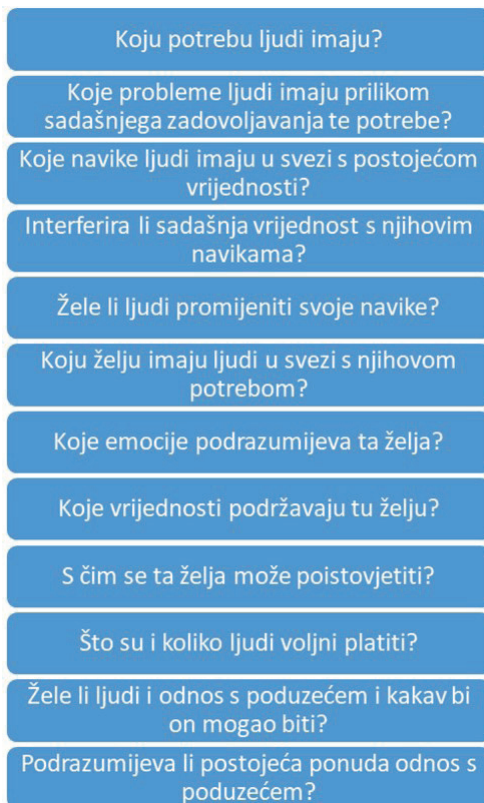 Koju potrebu ljudi imaju?
Koje probleme ljudi imaju prilikom
sadašnjega zadovoljavanja te potrebe?
Koje navike ljudi imaju u svezi s postojećom
vrijednosti?
Interferira li sadašnja vrijednost s njihovim
navikama?
Žele li ljudi promijeniti svoje navike?
Koju želju imaju ljudi u svezi s njihovom
potrebom?
Koje emocije podrazumijeva ta želja?
Koje vrijednosti podržavaju tu želju?
S čim se ta želja može poistovjetiti?
Što su i koliko ljudi voljni platiti?
Žele li ljudi i odnos s poduzećem i kakav bi
on mogao biti?
Podrazumijeva li postojeća ponuda odnos s
poduzećem?